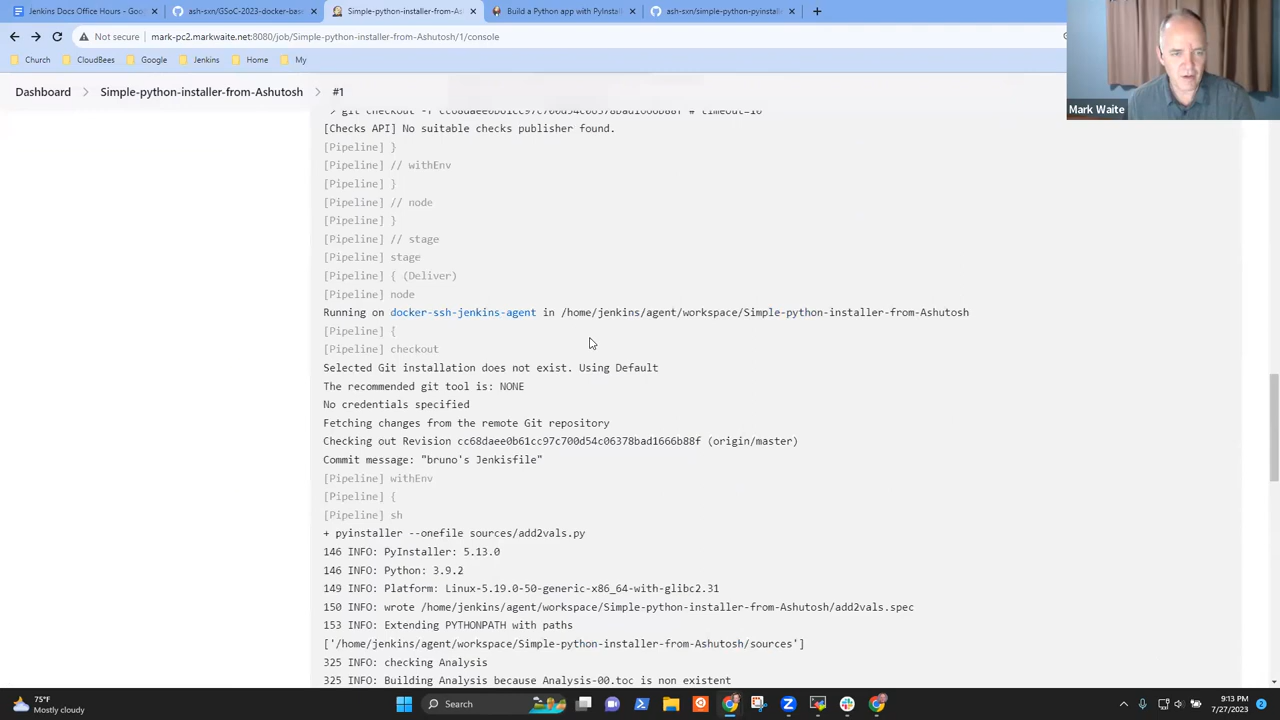 Jenkins Docs Office Hours - Goo
ash-sxn/GSoC-2023-docker-base
Simple-python-installer-from-As
Build a Python app with PyInstall
ash-sxn/simple-python-pyinstalle
Not secure mark-pc2.markwaite.net:8080/job/Simple-python-installer-from-Ashutosh/1/console
Church CloudBees Google Jenkins Home My
Mark Waite
Dashboard > Simple-python-installer-from-Ashutosh > #1
> git checkout -f cc68daee0b61cc97c700d54c06378bad1666b88f # timeout=10
[Checks API] No suitable checks publisher found.
[Pipeline] }
[Pipeline] // withEnv
[Pipeline] }
[Pipeline] // node
[Pipeline] }
[Pipeline] // stage
[Pipeline] stage
[Pipeline] { (Deliver)
[Pipeline] node
Running on docker-ssh-jenkins-agent in /home/jenkins/agent/workspace/Simple-python-installer-from-Ashutosh
[Pipeline] {
[Pipeline] checkout
Selected Git installation does not exist. Using Default
The recommended git tool is: NONE
No credentials specified
Fetching changes from the remote Git repository
Checking out Revision cc68daee0b61cc97c700d54c06378bad1666b88f (origin/master)
Commit message: "bruno's Jenkisfile"
[Pipeline] withEnv
[Pipeline] {
[Pipeline] sh
+ pyinstaller --onefile sources/add2vals.py
146 INFO: PyInstaller: 5.13.0
146 INFO: Python: 3.9.2
149 INFO: Platform: Linux-5.19.0-50-generic-x86_64-with-glibc2.31
150 INFO: wrote /home/jenkins/agent/workspace/Simple-python-installer-from-Ashutosh/add2vals.spec
153 INFO: Extending PYTHONPATH with paths
['/home/jenkins/agent/workspace/Simple-python-installer-from-Ashutosh/sources']
325 INFO: checking Analysis
325 INFO: Building Analysis because Analysis-00.toc is non existent
75°F
Mostly cloudy
Search
9:13 PM
7/27/2023